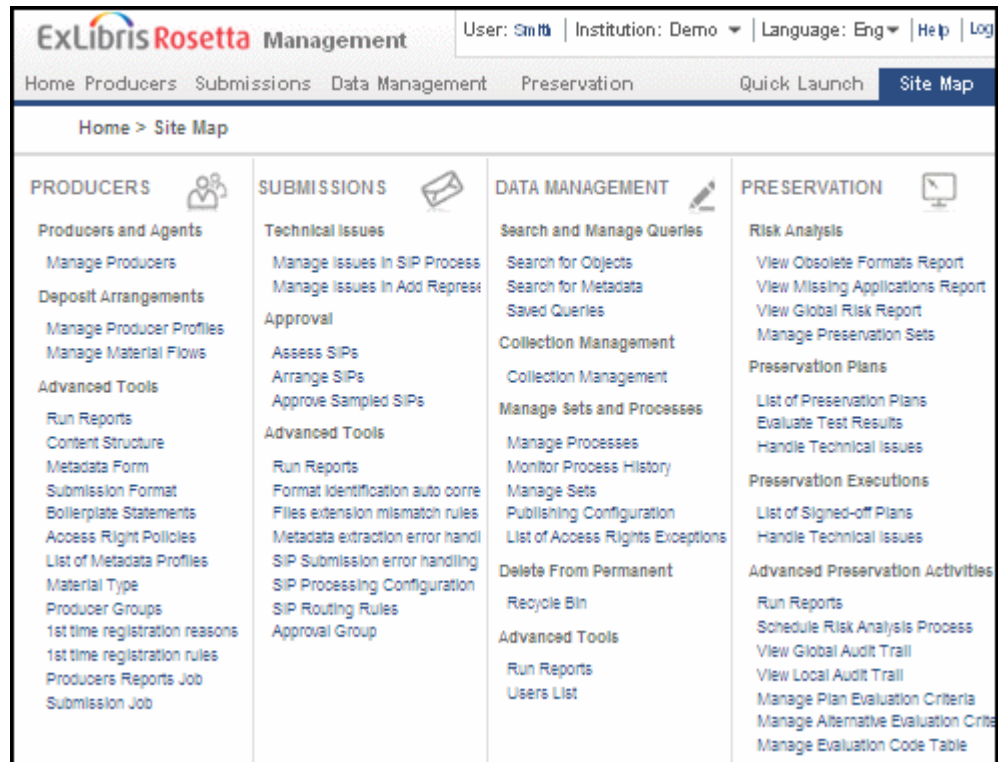 ExLibris Rosetta Management
User: Smith | Institution: Demo | Language: Eng | Help | Log
Home Producers Submissions Data Management Preservation Quick Launch Site Map
Home > Site Map
PRODUCERS
Producers and Agents
Manage Producers
Deposit Arrangements
Manage Producer Profiles
Manage Material Flows
Advanced Tools
Run Reports
Content Structure
Metadata Form
Submission Format
Boilerplate Statements
Access Right Policies
List of Metadata Profiles
Material Type
Producer Groups
1st time registration reasons
1st time registration rules
Producers Reports Job
Submission Job
SUBMISSIONS
Technical Issues
Manage Issues in SIP Process
Manage Issues in Add Represe
Approval
Assess SIPs
Arrange SIPs
Approve Sampled SIPs
Advanced Tools
Run Reports
Format identification auto corre
Files extension mismatch rules
Metadata extraction error handl
SIP Submission error handling
SIP Processing Configuration
SIP Routing Rules
Approval Group
DATA MANAGEMENT
Search and Manage Queries
Search for Objects
Search for Metadata
Saved Queries
Collection Management
Collection Management
Manage Sets and Processes
Manage Processes
Monitor Process History
Manage Sets
Publishing Configuration
List of Access Rights Exceptions
Delete From Permanent
Recycle Bin
Advanced Tools
Run Reports
Users List
PRESERVATION
Risk Analysis
View Obsolete Formats Report
View Missing Applications Report
View Global Risk Report
Manage Preservation Sets
Preservation Plans
List of Preservation Plans
Evaluate Test Results
Handle Technical Issues
Preservation Executions
List of Signed-off Plans
Handle Technical Issues
Advanced Preservation Activities
Run Reports
Schedule Risk Analysis Process
View Global Audit Trail
View Local Audit Trail
Manage Plan Evaluation Criteria
Manage Alternative Evaluation Crite
Manage Evaluation Code Table